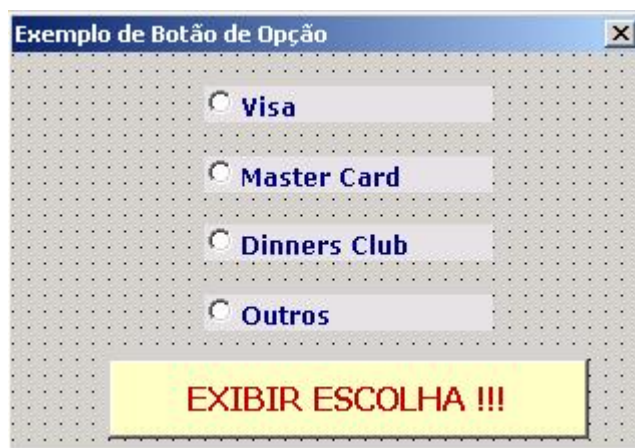 Exemplo de Botão de Opção
Visa
Master Card
Dinners Club
Outros
EXIBIR ESCOLHA !!!